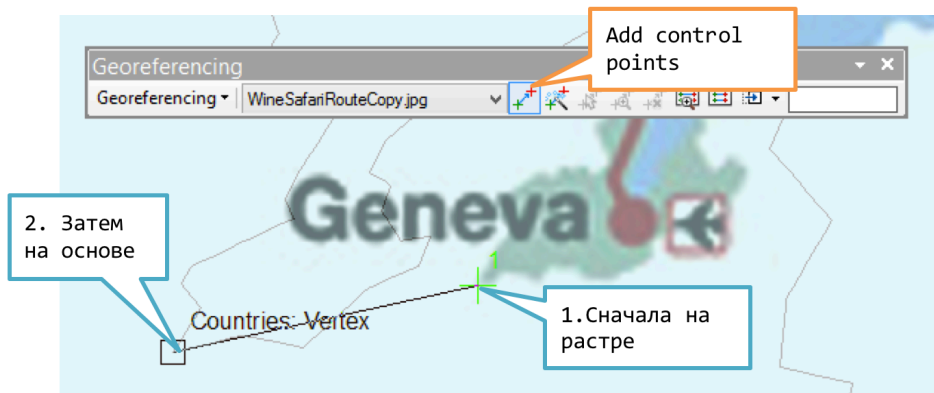 Add control
points
Georeferencing
Georeferencing
WineSafariRouteCopy.jpg
Geneva
2. Затем
на основе
1
Countries: Vertex
1.Сначала на
растре